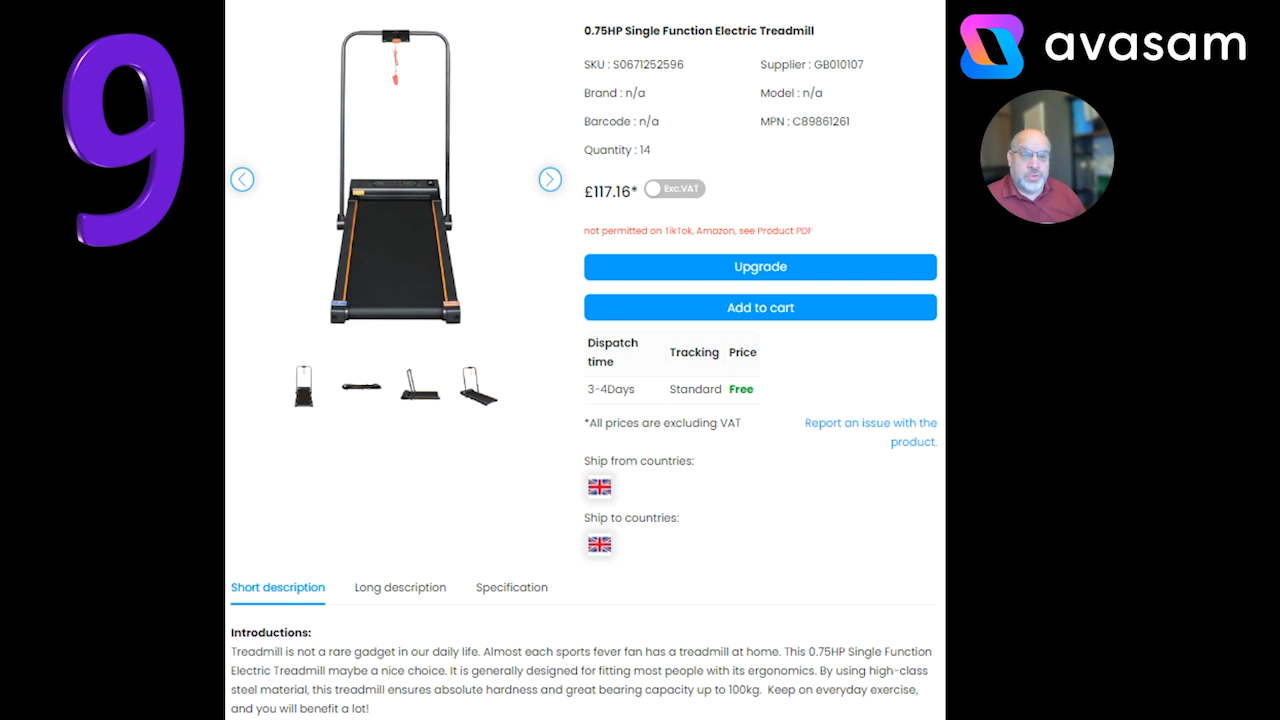 9
avasam
0.75HP Single Function Electric Treadmill
SKU : S0671252596 Supplier : GB010107
Brand : n/a Model : n/a
Barcode : n/a MPN : C89861261
Quantity : 14
£117.16* Exc.VAT
not permitted on TikTok, Amazon, see Product PDF
Upgrade
Add to cart
Dispatch time Tracking Price
3-4Days Standard Free
*All prices are excluding VAT
Report an issue with the
product.
Ship from countries:
Ship to countries:
Short description Long description Specification
Introductions:
Treadmill is not a rare gadget in our daily life. Almost each sports fever fan has a treadmill at home. This 0.75HP Single Function
Electric Treadmill maybe a nice choice. It is generally designed for fitting most people with its ergonomics. By using high-class
steel material, this treadmill ensures absolute hardness and great bearing capacity up to 100kg. Keep on everyday exercise,
and you will benefit a lot!